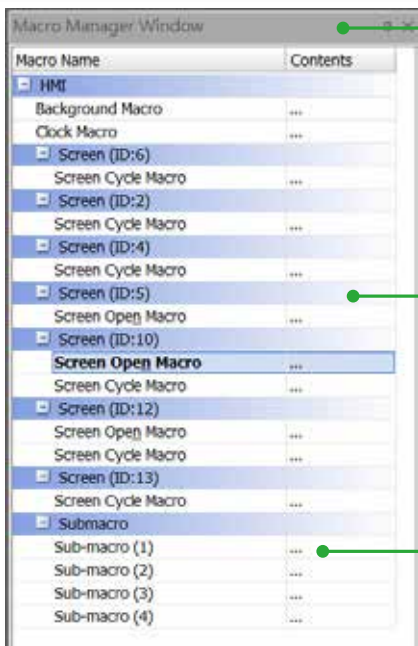 Macro Manager Window
Macro Name Contents
HMI
Background Macro ...
Clock Macro ...
Screen (ID:6)
Screen Cycle Macro ...
Screen (ID:2)
Screen Cycle Macro ...
Screen (ID:4)
Screen Cycle Macro ...
Screen (ID:5)
Screen Open Macro ...
Screen (ID:10)
Screen Open Macro ...
Screen Cycle Macro ...
Screen (ID:12)
Screen Open Macro ...
Screen Cycle Macro ...
Screen (ID:13)
Screen Cycle Macro ...
Submacro
Sub-macro (1) ...
Sub-macro (2) ...
Sub-macro (3) ...
Sub-macro (4) ...